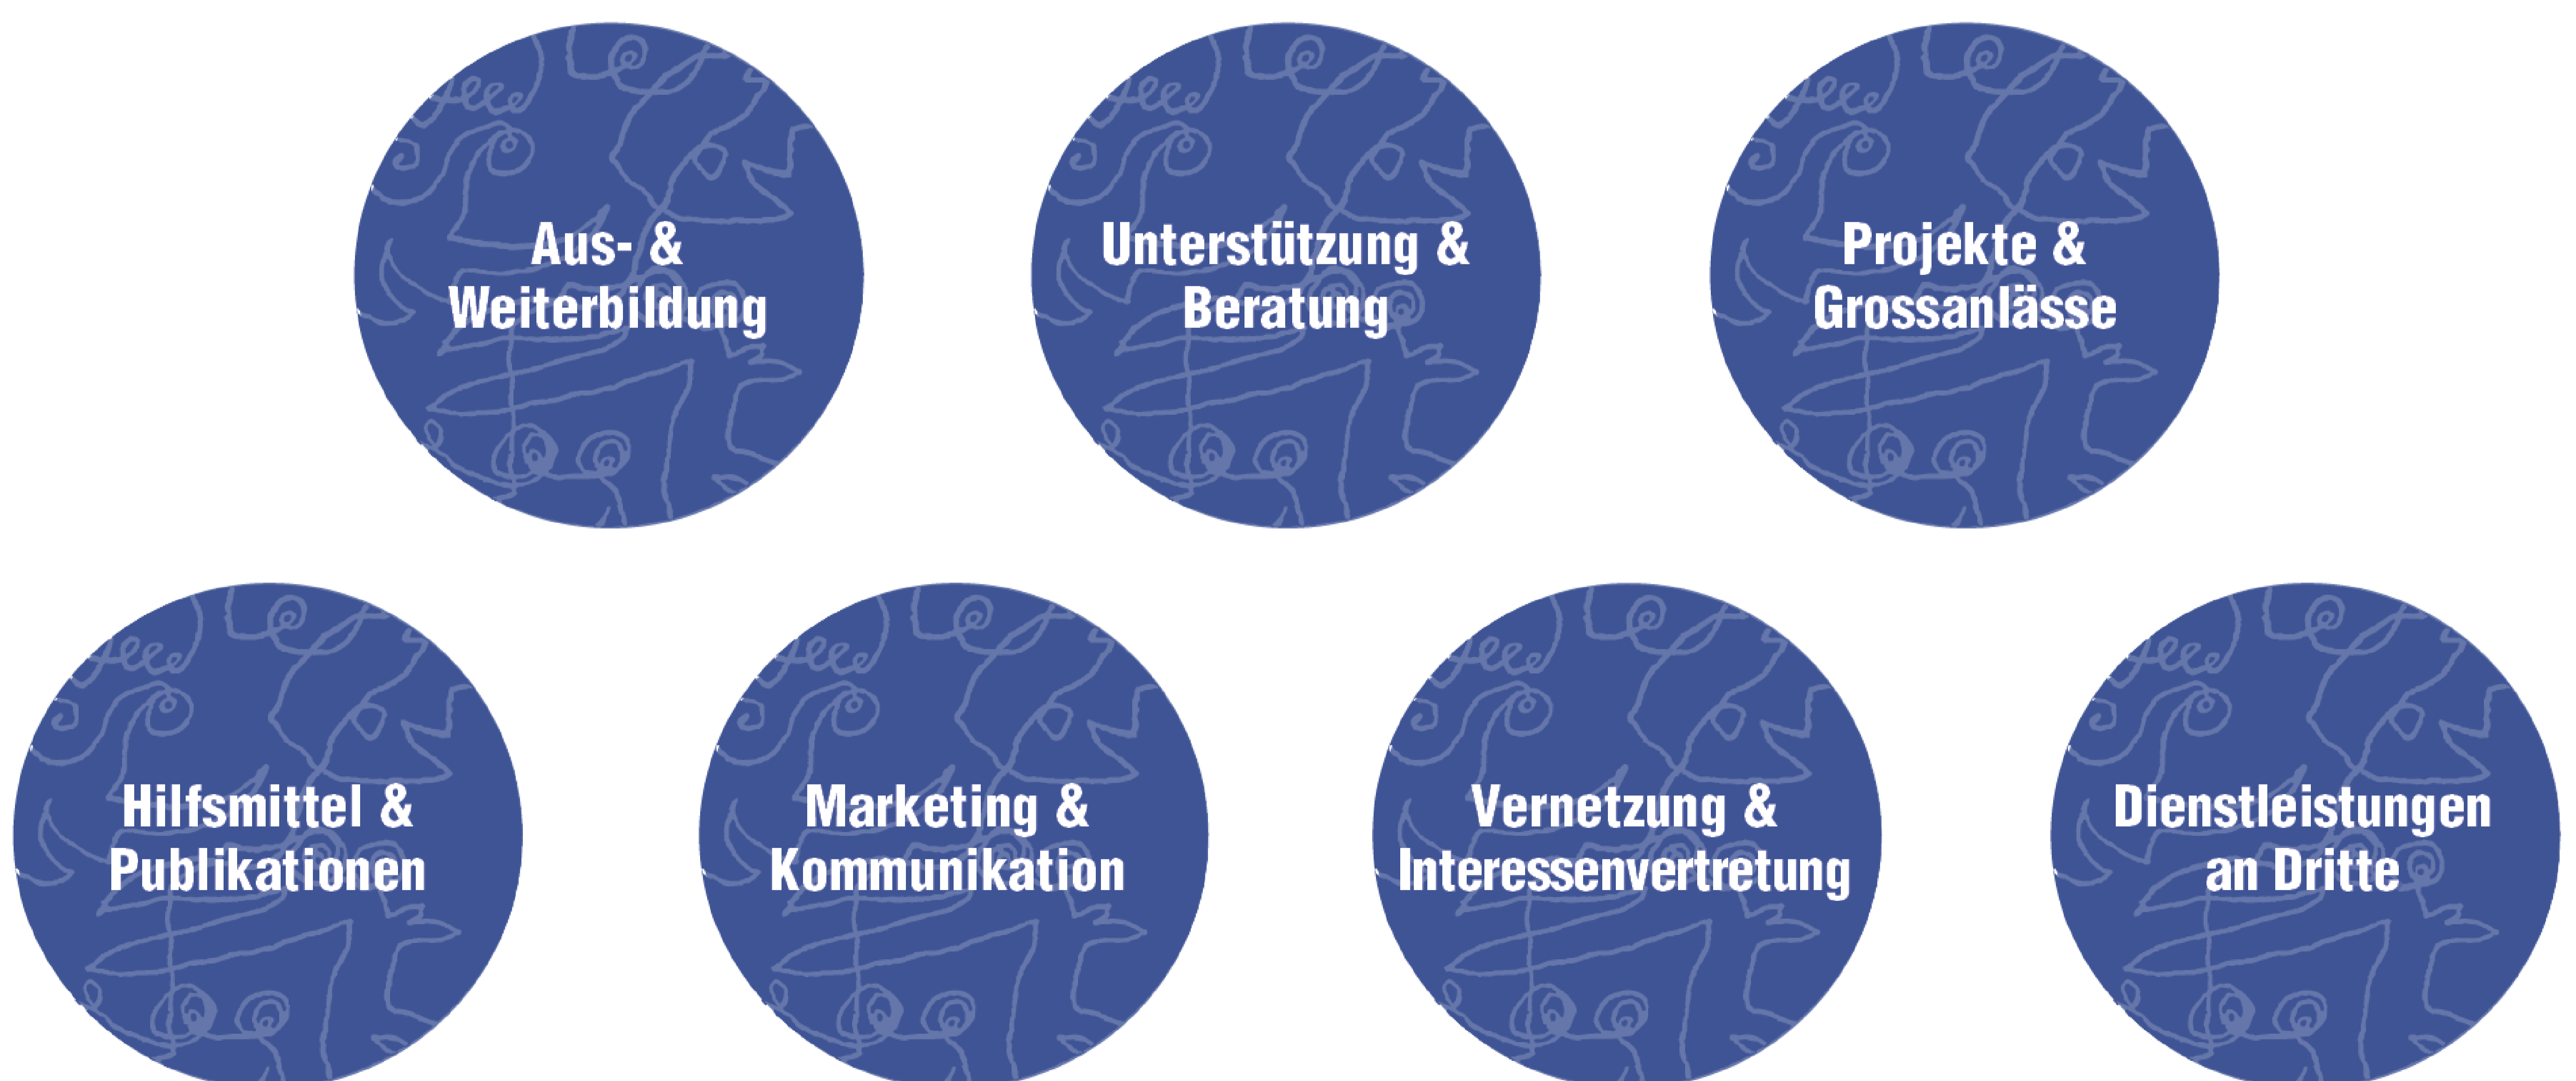 Aus- &
Weiterbildung
Unterstützung &
Beratung
Projekte &
Grossanlässe
Hilfsmittel &
Publikationen
Marketing &
Kommunikation
Vernetzung &
Interessenvertretung
Dienstleistungen
an Dritte